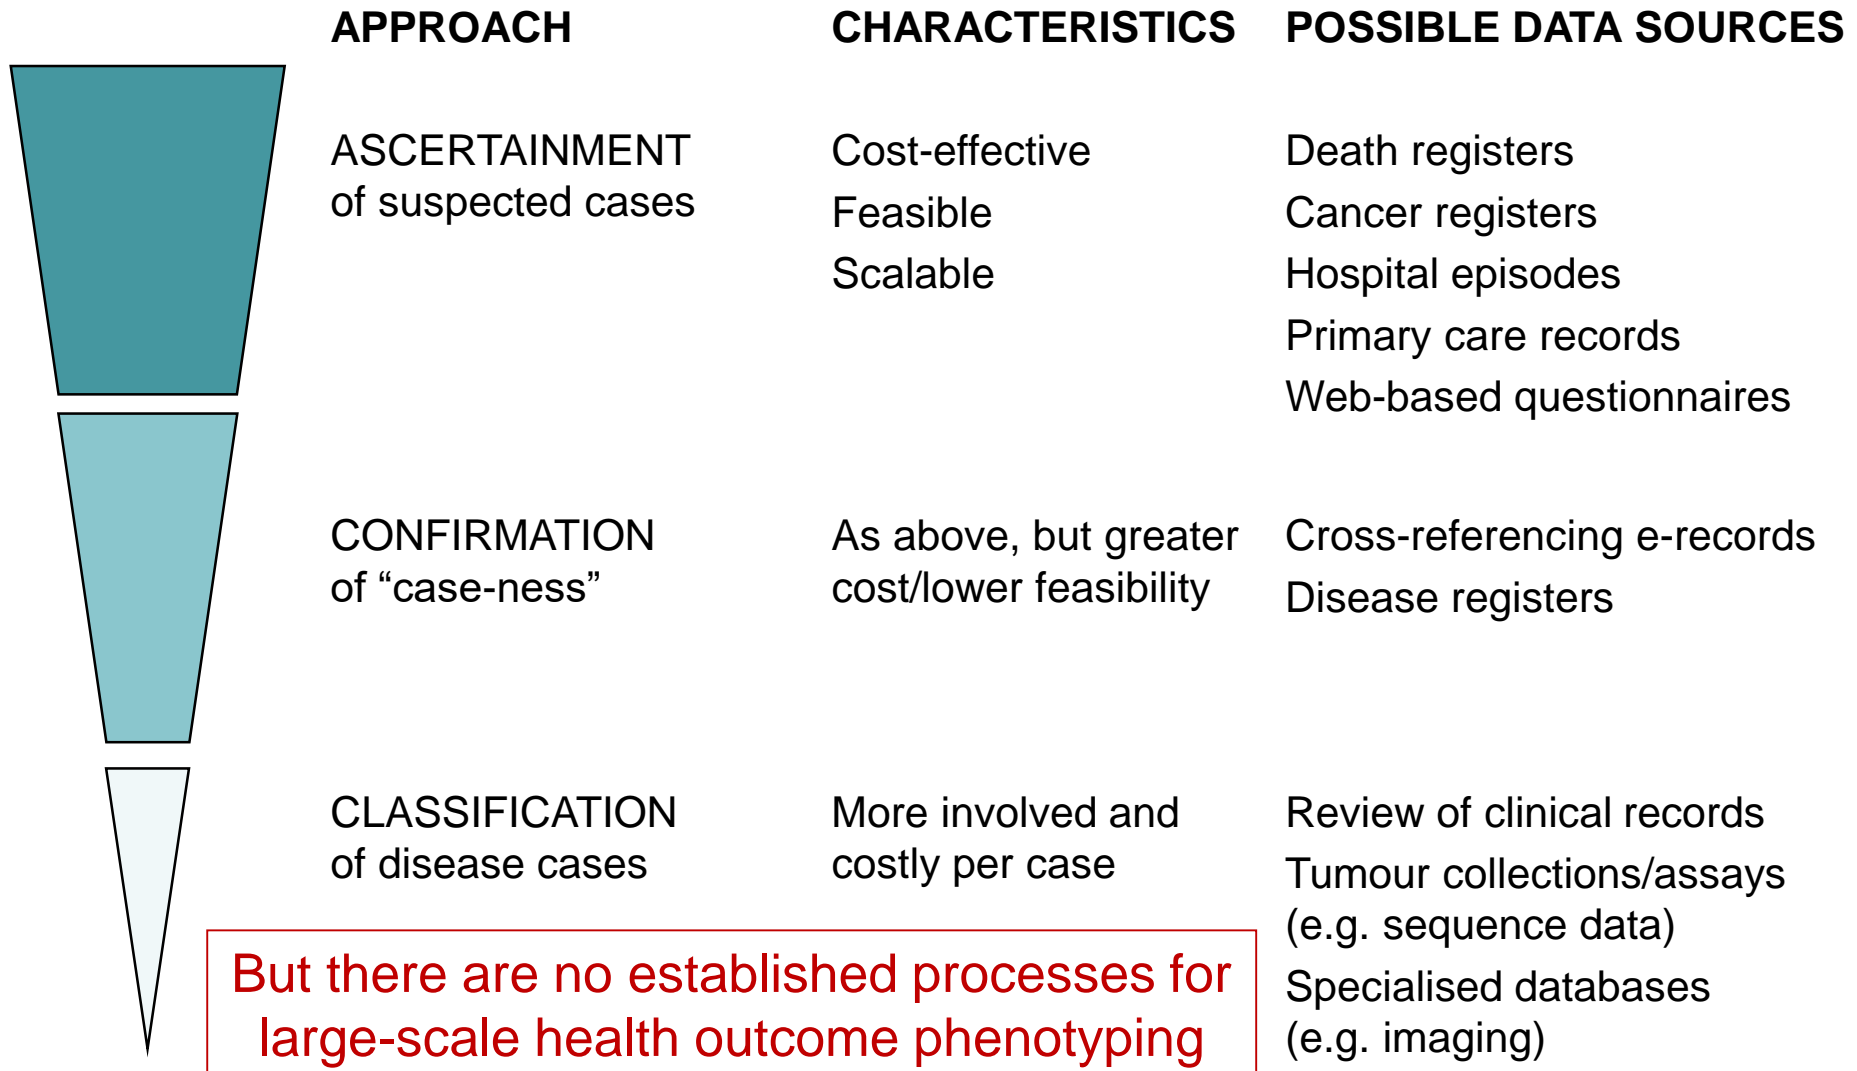 APPROACH
CHARACTERISTICS
POSSIBLE DATA SOURCES
ASCERTAINMENT
of suspected cases
Cost-effective
Feasible
Scalable
Death registers
Cancer registers
Hospital episodes
Primary care records
Web-based questionnaires
CONFIRMATION
of “case-ness”
As above, but greater
cost/lower feasibility
Cross-referencing e-records
Disease registers
CLASSIFICATION
of disease cases
More involved and
costly per case
Review of clinical records
Tumour collections/assays
(e.g. sequence data)
Specialised databases
(e.g. imaging)
But there are no established processes for
large-scale health outcome phenotyping